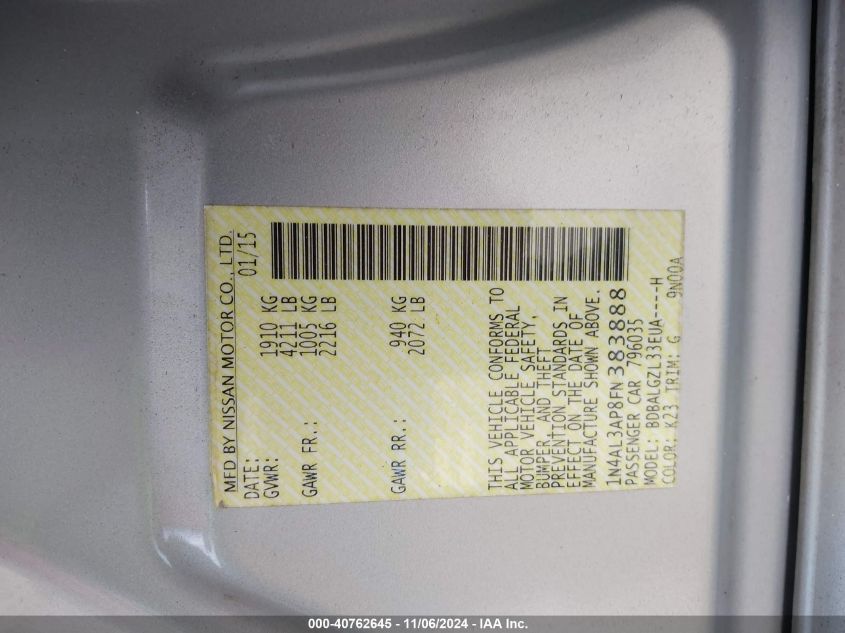 MFD BY NISSAN MOTOR CO., LTD.
DATE: 01/15
GVWR: 1910 KG
4211 LB
GAWR FR.: 1005 KG
2216 LB
GAWR RR.: 940 KG
2072 LB
THIS VEHICLE CONFORMS TO
ALL APPLICABLE FEDERAL
MOTOR VEHICLE SAFETY,
BUMPER, AND THEFT
PREVENTION STANDARDS IN
EFFECT ON THE DATE OF
MANUFACTURE SHOWN ABOVE.
1N4AL3AP8FN383888
PASSENGER CAR 796035
MODEL: BDBALGZL33EUA----H
COLOR: K23 TRIM: G 9N00A
000-40762645 - 11/06/2024 - IAA Inc.